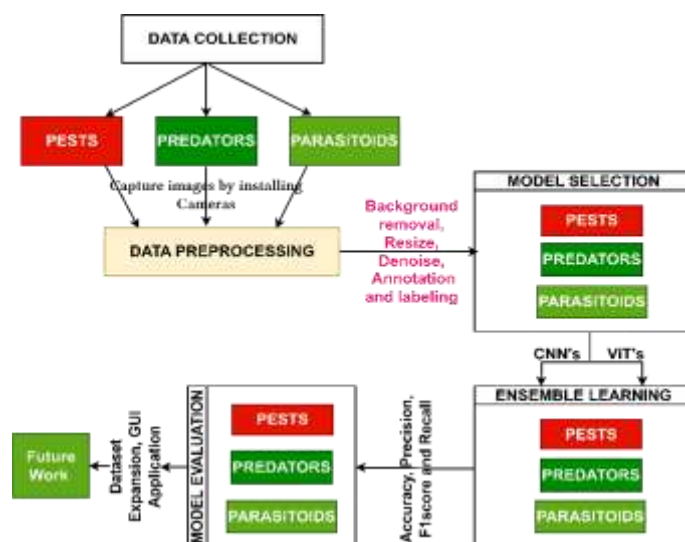 DATA COLLECTION
PESTS
PREDATORS
PARASITOIDS
Capture images by installing
Cameras
DATA PREPROCESSING
Background
removal,
Resize,
Denoise,
Annotation
and labeling
MODEL SELECTION
PESTS
PREDATORS
PARASITOIDS
CNN's
ViT's
ENSEMBLE LEARNING
PESTS
PREDATORS
PARASITOIDS
Accuracy, Precision,
F1score and Recall
MODEL EVALUATION
PESTS
PREDATORS
PARASITOIDS
Dataset
Expansion, GUI
Application
Future
Work